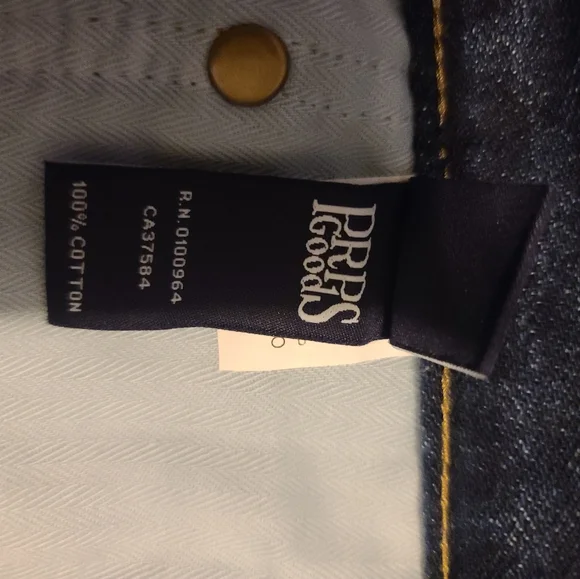 PRPS
GoodS
R.N.0100964
CA37584
100% COTTON